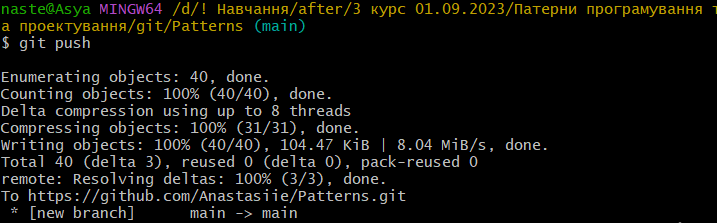 naste@Asya MINGW64 /d/! Навчання/after/3 курс 01.09.2023/Патерни програмування т
а проектування/git/Patterns (main)
$ git push
Enumerating objects: 40, done.
Counting objects: 100% (40/40), done.
Delta compression using up to 8 threads
Compressing objects: 100% (31/31), done.
Writing objects: 100% (40/40), 104.47 KiB | 8.04 MiB/s, done.
Total 40 (delta 3), reused 0 (delta 0), pack-reused 0
remote: Resolving deltas: 100% (3/3), done.
To https://github.com/Anastasiie/Patterns.git
 * [new branch]      main -> main